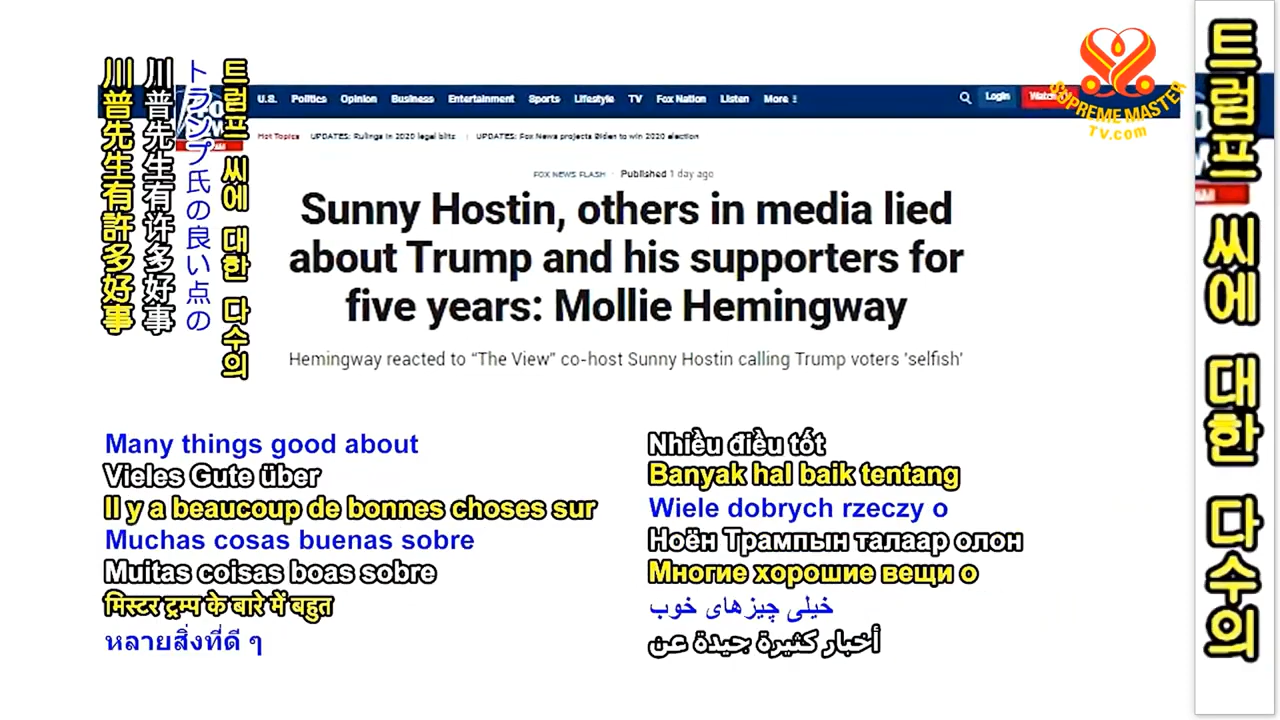 川普先生有許多好事
川普先生有许多好事
トランプ氏の良い点の
트럼프 씨에 대한 다수의
U.S. Politics Opinion Business Entertainment Sports Lifestyle TV Fox Nation Listen More Login
SUPREME MASTER
TV.com
Hot Topics UPDATES: Rulings in 2020 legal blitz | UPDATES: Fox News projects Biden to win 2020 election
FOX NEWS FLASH · Published 1 day ago
Sunny Hostin, others in media lied
about Trump and his supporters for
five years: Mollie Hemingway
Hemingway reacted to “The View” co-host Sunny Hostin calling Trump voters 'selfish'
Many things good about
Vieles Gute über
Il y a beaucoup de bonnes choses sur
Muchas cosas buenas sobre
Muitas coisas boas sobre
मिस्टर ट्रम्प के बारे में बहुत
หลายสิ่งที่ดี ๆ
Nhiều điều tốt
Banyak hal baik tentang
Wiele dobrych rzeczy o
Ноён Трампын талаар олон
Многие хорошие вещи о
خیلی چیزهای خوب
أخبار كثيرة جيدة عن
트럼프 씨에 대한 다수의